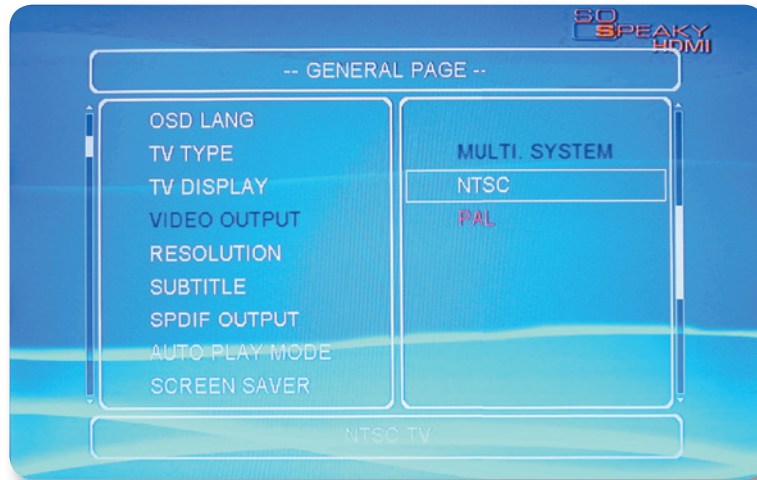 SO
SPEAKY
HDMI
-- GENERAL PAGE --
OSD LANG
TV TYPE
TV DISPLAY
VIDEO OUTPUT
RESOLUTION
SUBTITLE
SPDIF OUTPUT
AUTO PLAY MODE
SCREEN SAVER
MULTI. SYSTEM
NTSC
PAL
NTSC TV